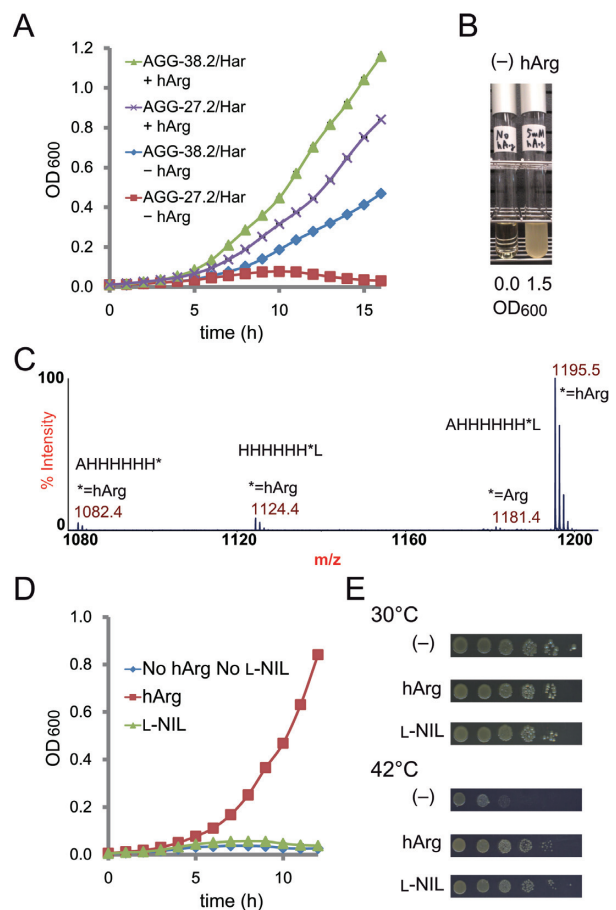 A
1.2
1.0
0.8
0.6
0.4
0.2
0.0
OD600
AGG-38.2/Har
+ hArg
AGG-27.2/Har
+ hArg
AGG-38.2/Har
− hArg
AGG-27.2/Har
− hArg
0 5 10 15
time (h)
B
(−) hArg
No hArg
5mM hArg
0.0 1.5
OD600
C
100
0
% Intensity
AHHHHHH*
*=hArg
1082.4
HHHHHH*L
*=hArg
1124.4
AHHHHHH*L
*=Arg
1181.4
1195.5
*=hArg
1080 1120 1160 1200
m/z
D
1.0
0.8
0.6
0.4
0.2
0.0
OD600
No hArg No L-NIL
hArg
L-NIL
0 5 10
time (h)
E
30°C
(−)
hArg
L-NIL
42°C
(−)
hArg
L-NIL